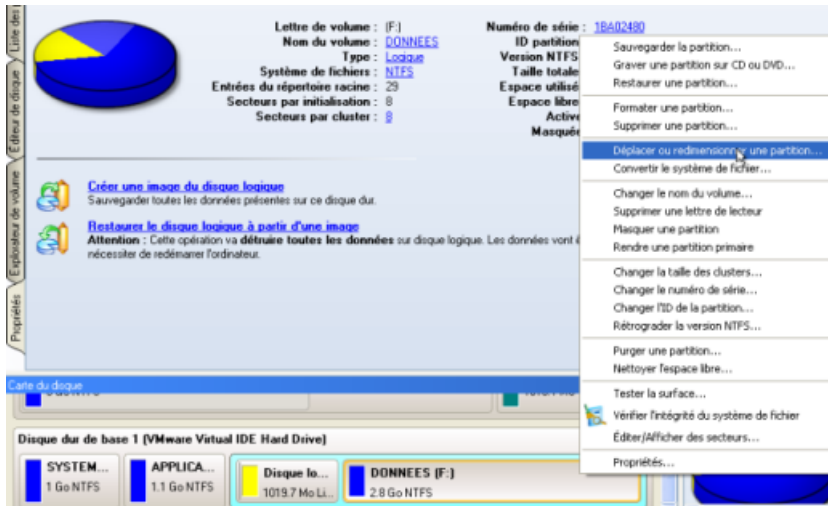 Liste des
Éditeur de disque
Explorateur de volume
Propriétés
Lettre de volume : (F:)
Nom du volume : DONNEES
Type : Logique
Système de fichiers : NTFS
Entrées du répertoire racine : 29
Secteurs par initialisation : 8
Secteurs par cluster : 8
Numéro de série : 1BA02480
ID partition
Version NTFS
Taille totale
Espace utilisé
Espace libre
Active
Masquée
Créer une image du disque logique
Sauvegarder toutes les données présentes sur ce disque dur.
Restaurer le disque logique à partir d'une image
Attention : Cette opération va détruire toutes les données sur disque logique. Les données vont
nécessiter de redémarrer l'ordinateur.
Sauvegarder la partition...
Graver une partition sur CD ou DVD...
Restaurer une partition...
Formater une partition...
Supprimer une partition...
Déplacer ou redimensionner une partition...
Convertir le système de fichier...
Changer le nom du volume...
Supprimer une lettre de lecteur
Masquer une partition
Rendre une partition primaire
Changer la taille des clusters...
Changer le numéro de série...
Changer l'ID de la partition...
Rétrograder la version NTFS...
Purger une partition...
Nettoyer l'espace libre...
Tester la surface...
Vérifier l'intégrité du système de fichier
Éditer/Afficher des secteurs...
Propriétés...
Carte du disque
Disque dur de base 1 (VMware Virtual IDE Hard Drive)
SYSTEM...
1 Go NTFS
APPLICA...
1.1 Go NTFS
Disque lo...
1019.7 Mo Li...
DONNEES (F:)
2.8 Go NTFS